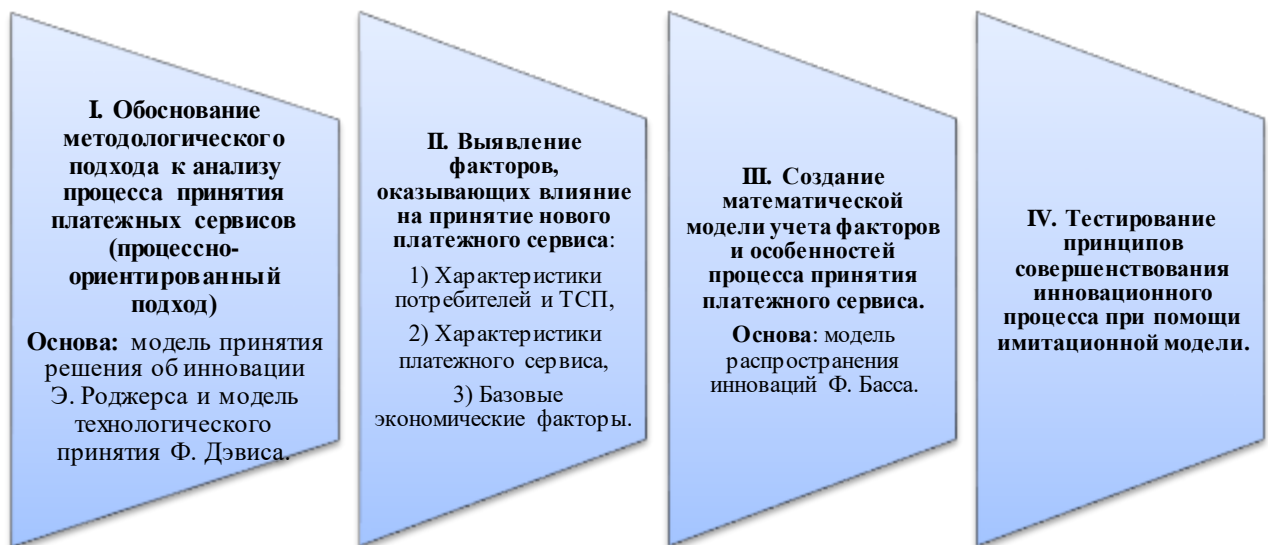 I. Обоснование
методологического
подхода к анализу
процесса принятия
платежных сервисов
(процессно-
ориентированный
подход)
Основа: модель принятия
решения об инновации
Э. Роджерса и модель
технологического
принятия Ф. Дэвиса.
II. Выявление
факторов,
оказывающих влияние
на принятие нового
платежного сервиса:
1) Характеристики
потребителей и ТСП,
2) Характеристики
платежного сервиса,
3) Базовые
экономические факторы.
III. Создание
математической
модели учета факторов
и особенностей
процесса принятия
платежного сервиса.
Основа: модель
распространения
инноваций Ф. Басса.
IV. Тестирование
принципов
совершенствования
инновационного
процесса при помощи
имитационной модели.